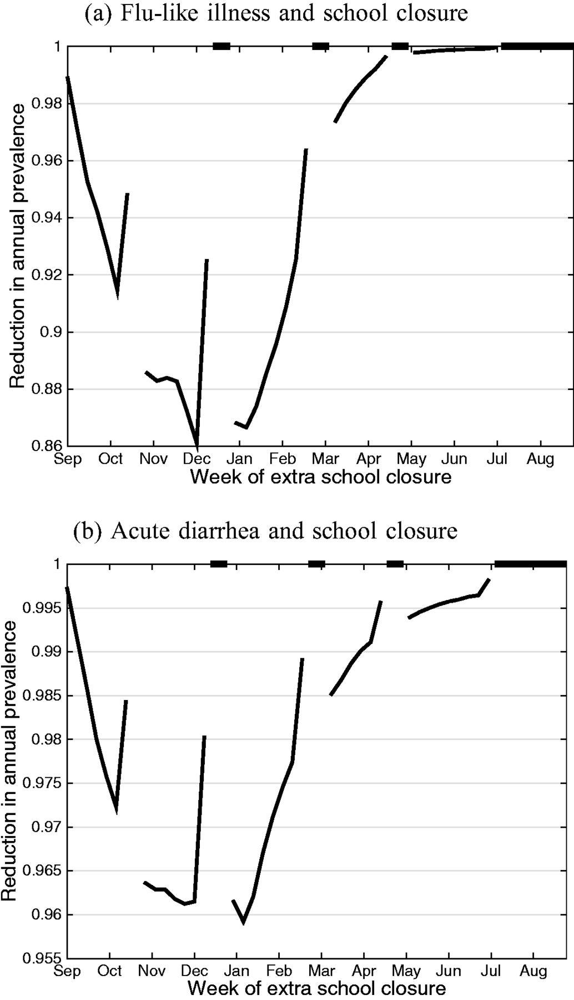 (a) Flu-like illness and school closure
1
0.98
0.96
0.94
0.92
0.9
0.88
0.86
Reduction in annual prevalence
Sep Oct Nov Dec Jan Feb Mar Apr May Jun Jul Aug
Week of extra school closure
(b) Acute diarrhea and school closure
1
0.995
0.99
0.985
0.98
0.975
0.97
0.965
0.96
0.955
Reduction in annual prevalence
Sep Oct Nov Dec Jan Feb Mar Apr May Jun Jul Aug
Week of extra school closure